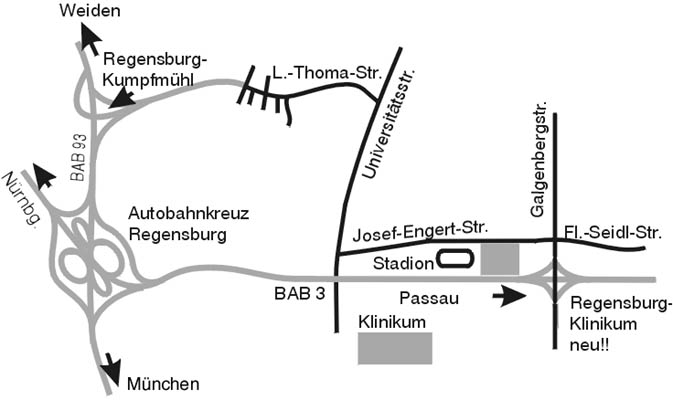 Weiden
Regensburg-
Kumpfmühl
L.-Thoma-Str.
Universitätsstr.
BAB 93
Nürnbg.
Galgenbergstr.
Autobahnkreuz
Regensburg
Josef-Engert-Str.
Fl.-Seidl-Str.
Stadion
BAB 3
Passau
Regensburg-
Klinikum
neu!!
Klinikum
München